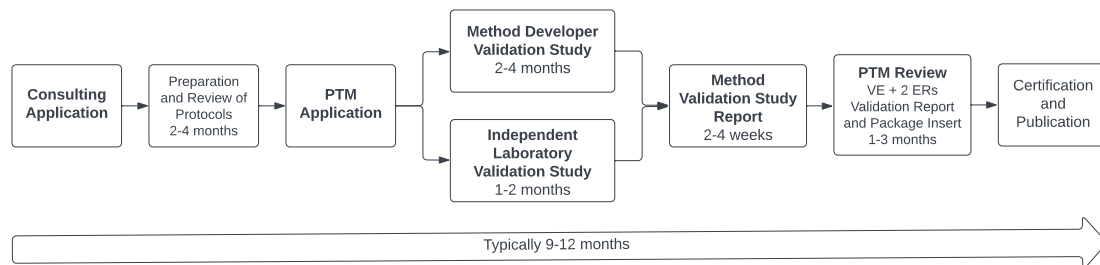 Consulting
Application
Preparation
and Review of
Protocols
2-4 months
PTM
Application
Method Developer
Validation Study
2-4 months
Independent
Laboratory
Validation Study
1-2 months
Method
Validation Study
Report
2-4 weeks
PTM Review
VE + 2 ERs
Validation Report
and Package Insert
1-3 months
Certification
and
Publication
Typically 9-12 months